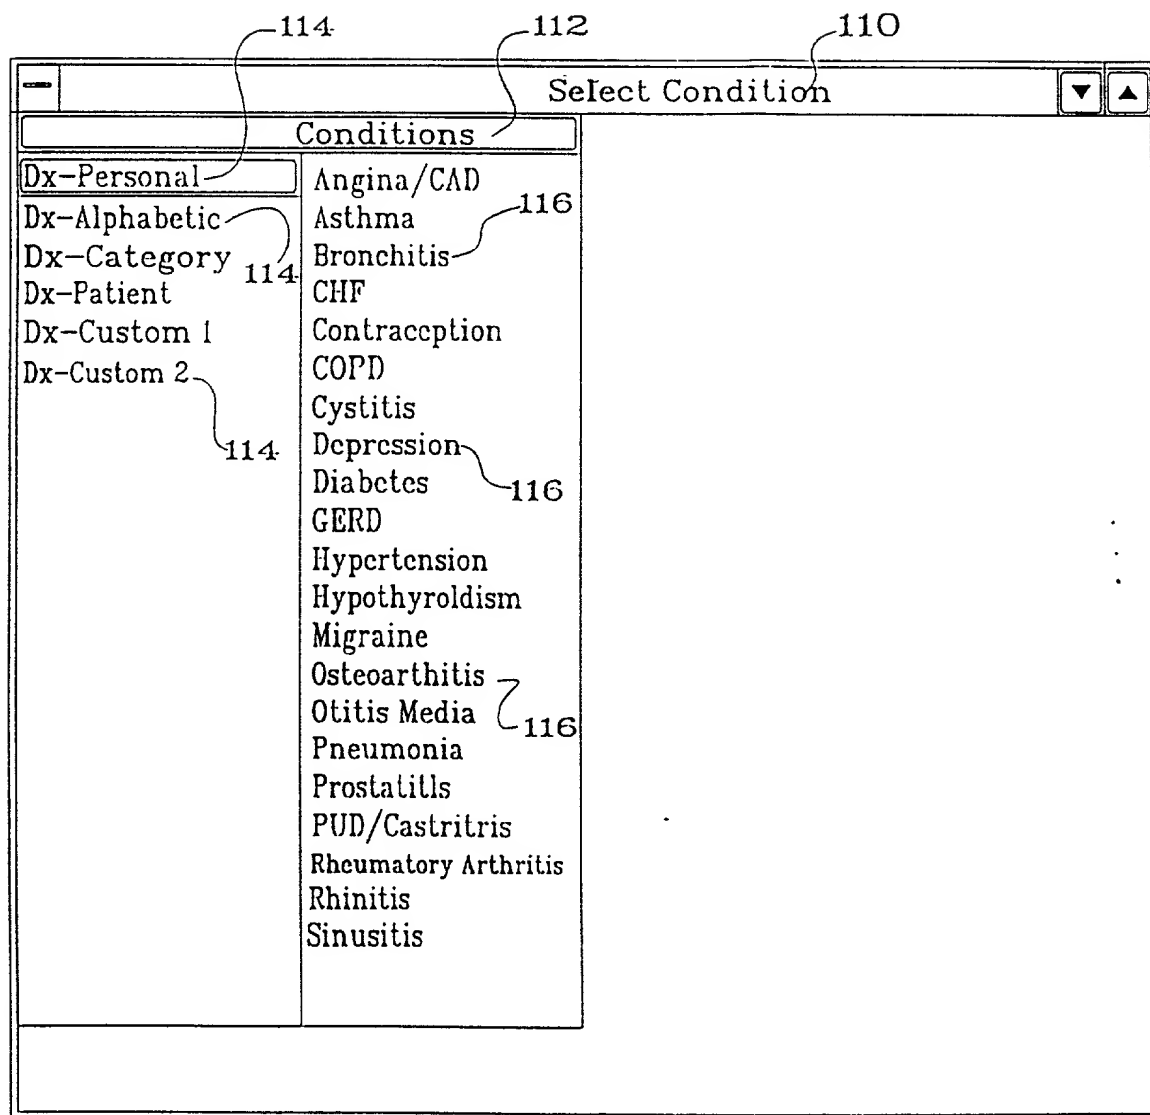 114 112 110
Select Condition
Conditions
Dx-Personal
Dx-Alphabetic
Dx-Category
Dx-Patient
Dx-Custom 1
Dx-Custom 2
114
114
Angina/CAD
Asthma
116
Bronchitis
CHF
Contraception
COPD
Cystitis
Depression
Diabetes
116
GERD
Hypertension
Hypothyroldism
Migraine
Osteoarthitis
Otitis Media
116
Pneumonia
Prostatitls
PUD/Castritris
Rheumatory Arthritis
Rhinitis
Sinusitis